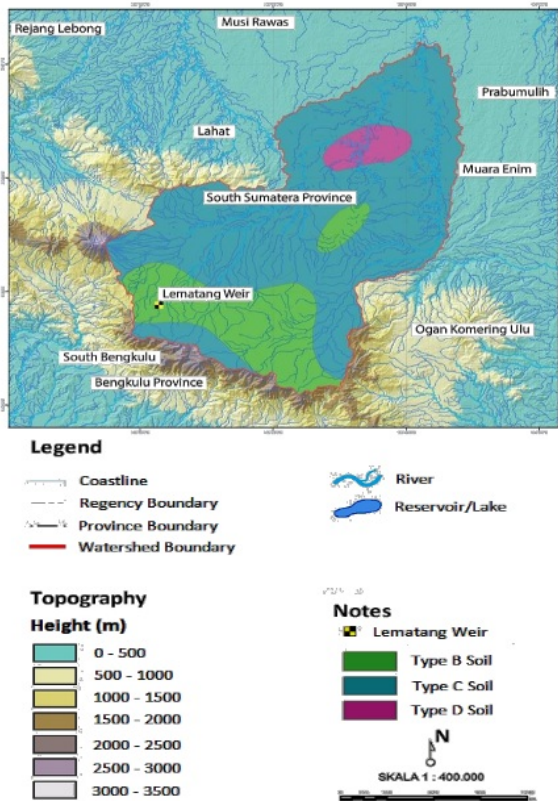 Rejang Lebong
Musi Rawas
Prabumulih
Lahat
Muara Enim
South Sumatera Province
Lematang Weir
Ogan Komering Ulu
South Bengkulu
Bengkulu Province
Legend
Coastline
Regency Boundary
Province Boundary
Watershed Boundary
River
Reservoir/Lake
Topography
Height (m)
0 - 500
500 - 1000
1000 - 1500
1500 - 2000
2000 - 2500
2500 - 3000
3000 - 3500
Notes
Lematang Weir
Type B Soil
Type C Soil
Type D Soil
N
SKALA 1 : 400.000